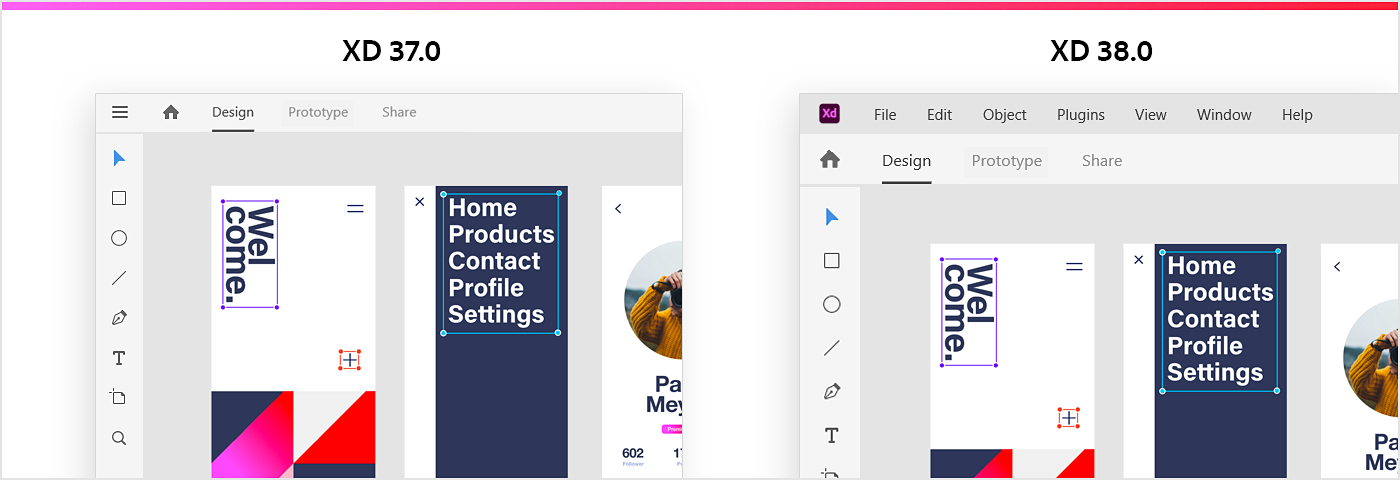 XD 37.0
Design Prototype Share
Wel
come.
Home
Products
Contact
Profile
Settings
T
Pa
Mey
602
Follower
XD 38.0
Xd File Edit Object Plugins View Window Help
Design Prototype Share
Wel
come.
Home
Products
Contact
Profile
Settings
T
Pa
Mey